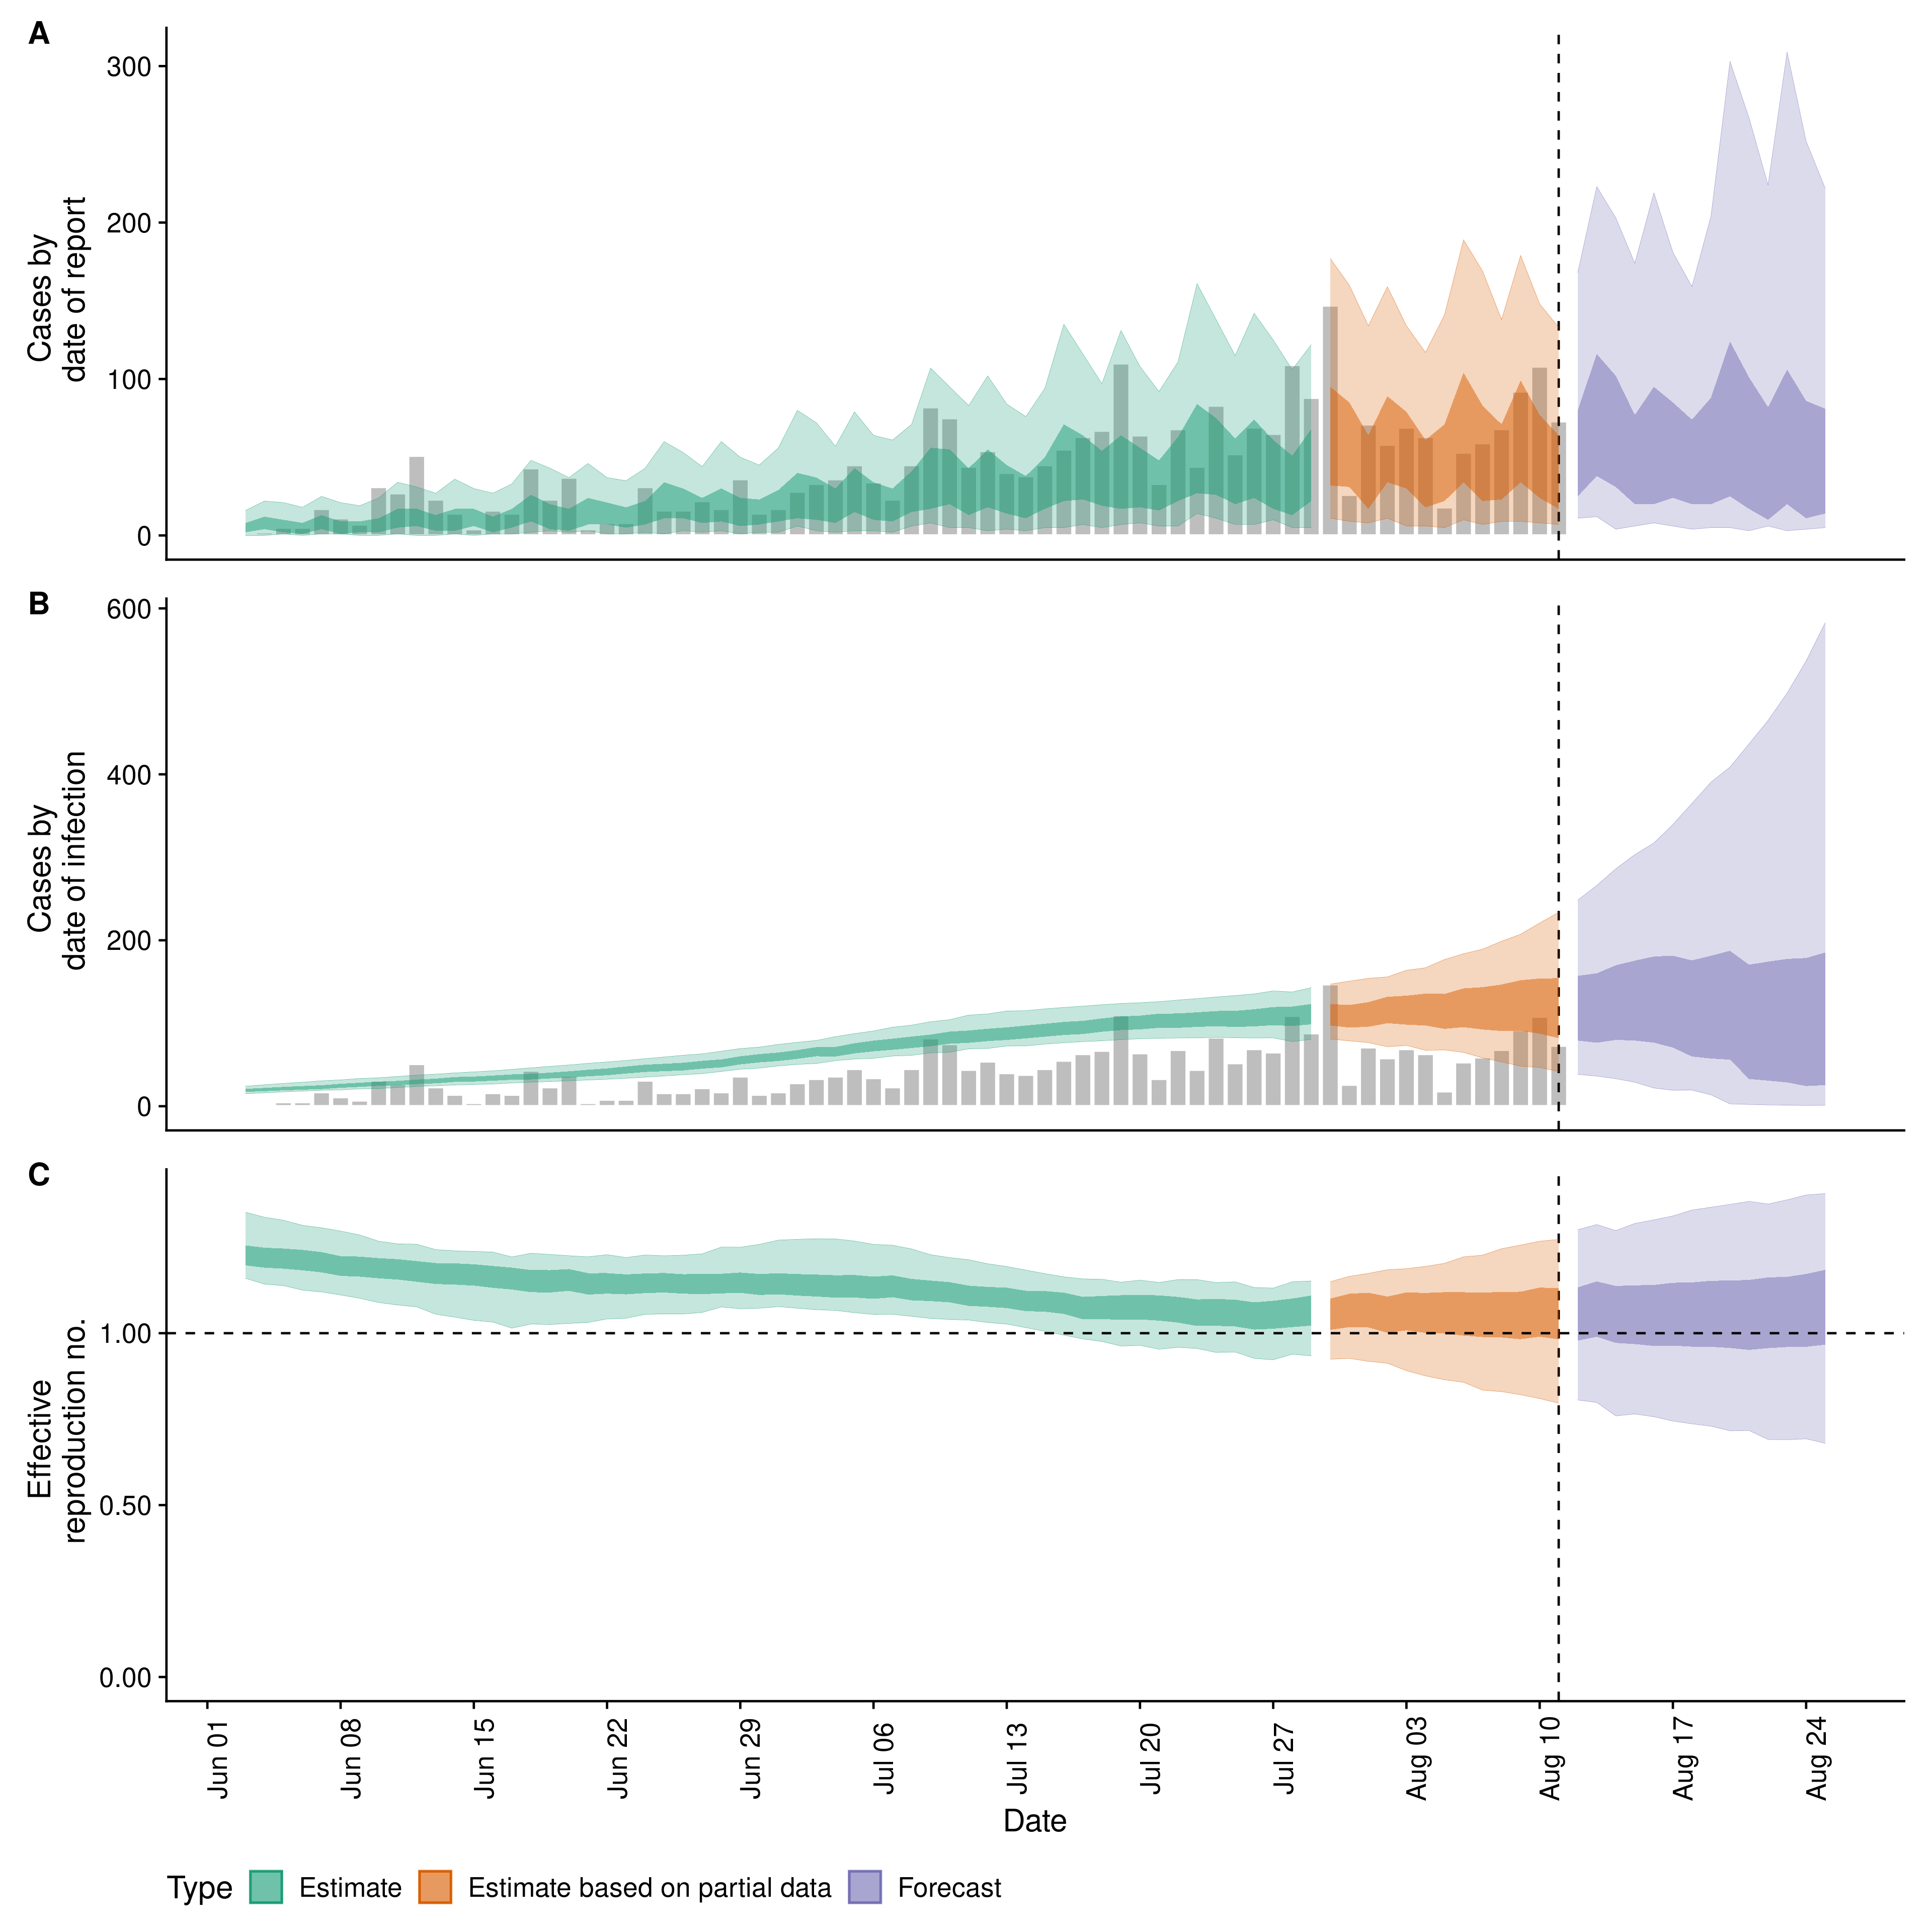 A
Cases by
date of report
300
200
100
0
B
Cases by
date of infection
600
400
200
0
C
Effective
reproduction no.
1.00
0.50
0.00
Jun 01
Jun 08
Jun 15
Jun 22
Jun 29
Jul 06
Jul 13
Jul 20
Jul 27
Aug 03
Aug 10
Aug 17
Aug 24
Date
Type Estimate Estimate based on partial data Forecast